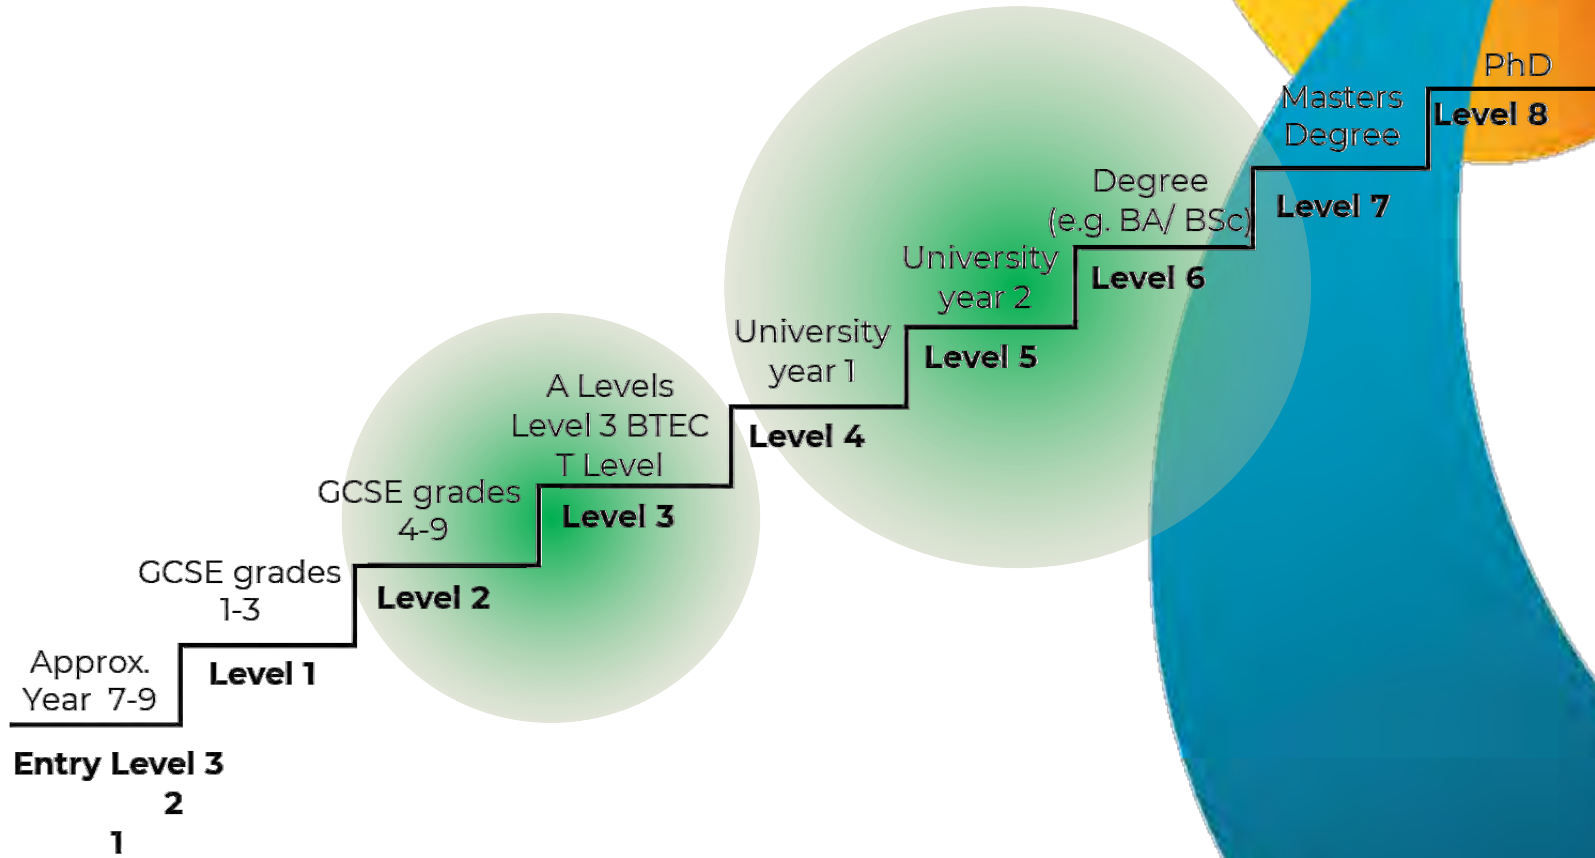 PhD
Level 8
Masters
Degree
Level 7
Degree
(e.g. BA/ BSc)
Level 6
University
year 2
Level 5
University
year 1
Level 4
A Levels
Level 3 BTEC
T Level
Level 3
GCSE grades
4-9
Level 2
GCSE grades
1-3
Level 1
Approx.
Year 7-9
Entry Level 3
2
1